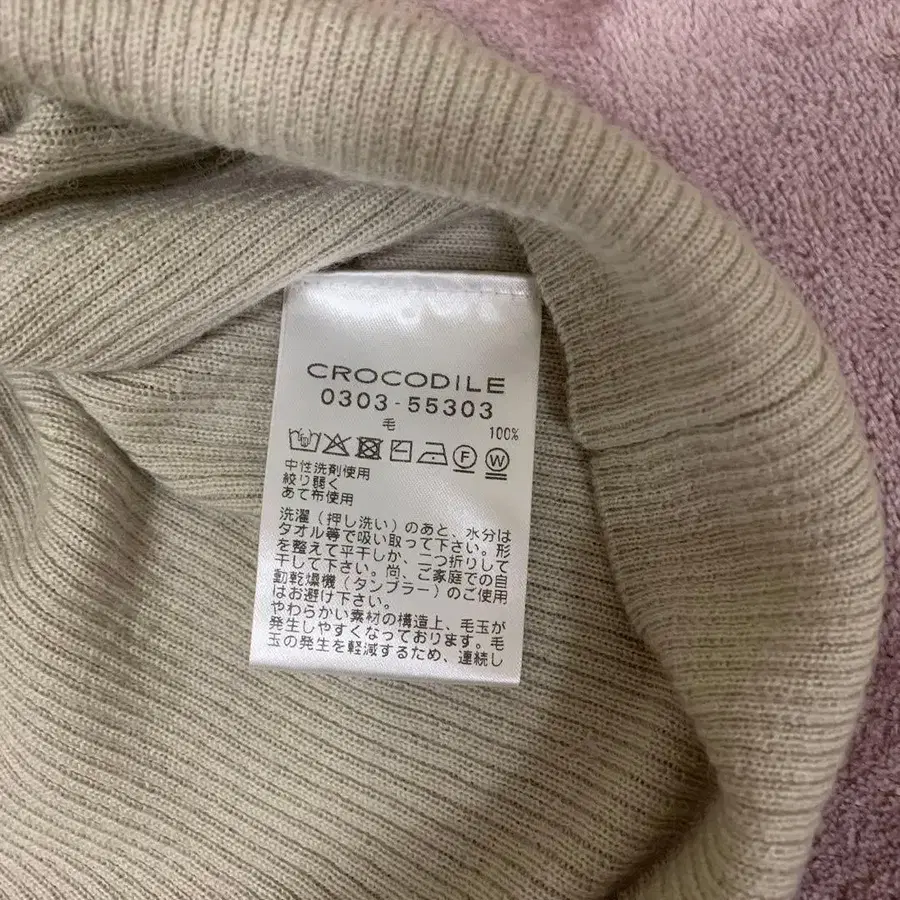 CROCODILE
0303-55303
毛
100%
F W
中性洗剤使用
絞り弱く
あて布使用
洗濯(押し洗い)のあと、水分は
タオル等で吸い取って下さい。形
を整えて平干しか、二つ折りして
干して下さい。尚、ご家庭での自
動乾燥機(タンブラー)のご使用
はお避け下さい。
やわらかい素材の構造上、毛玉が
発生しやすくなっております。毛
玉の発生を軽減するため、連続し